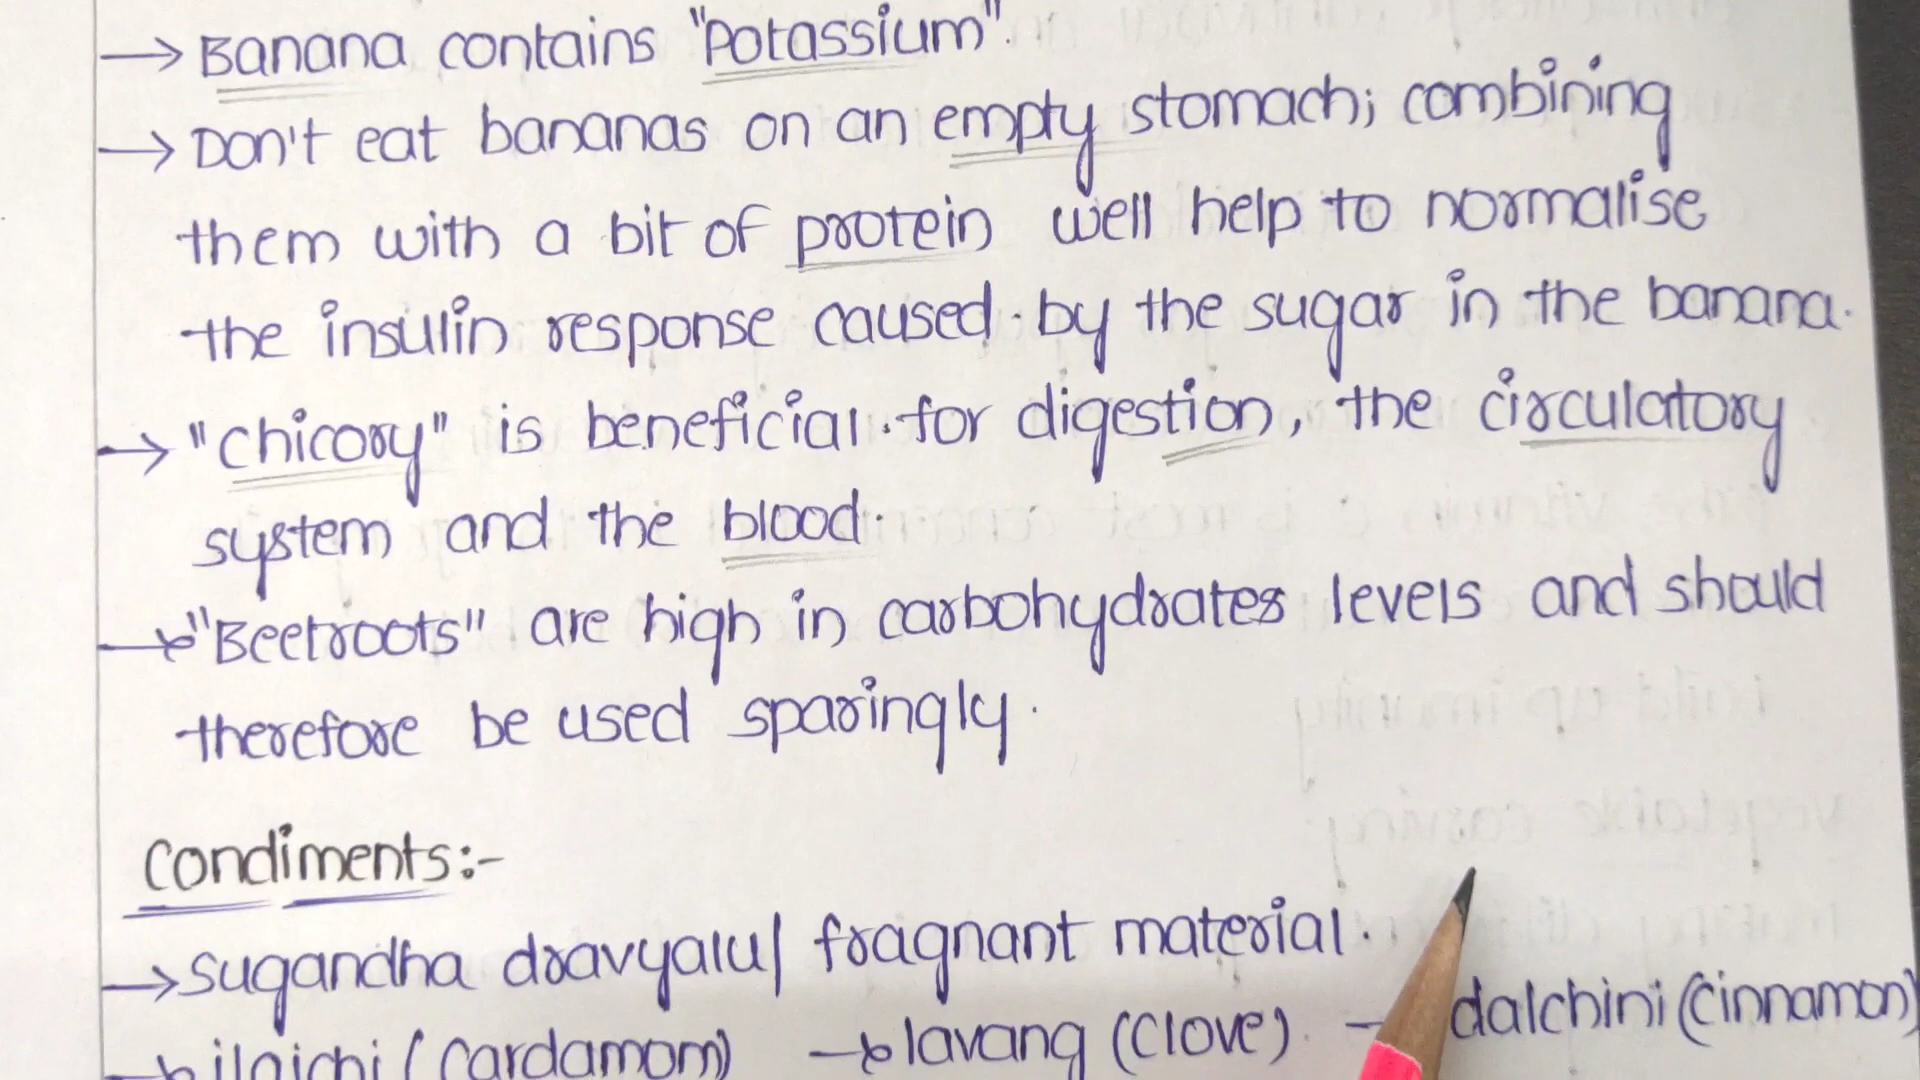 → Banana contains "Potassium".
→ Don't eat bananas on an empty stomach; combining
them with a bit of protein well help to normalise
the insulin response caused by the sugar in the banana.
→ "Chicory" is beneficial for digestion, the circulatory
system and the blood.
→ "Beetroots" are high in carbohydrates levels and should
therefore be used sparingly.
Condiments:-
→ Sugandha dravyalu/ fragnant material.
→ ilaichi (Cardamom) → lavang (Clove). → dalchini (Cinnamon)